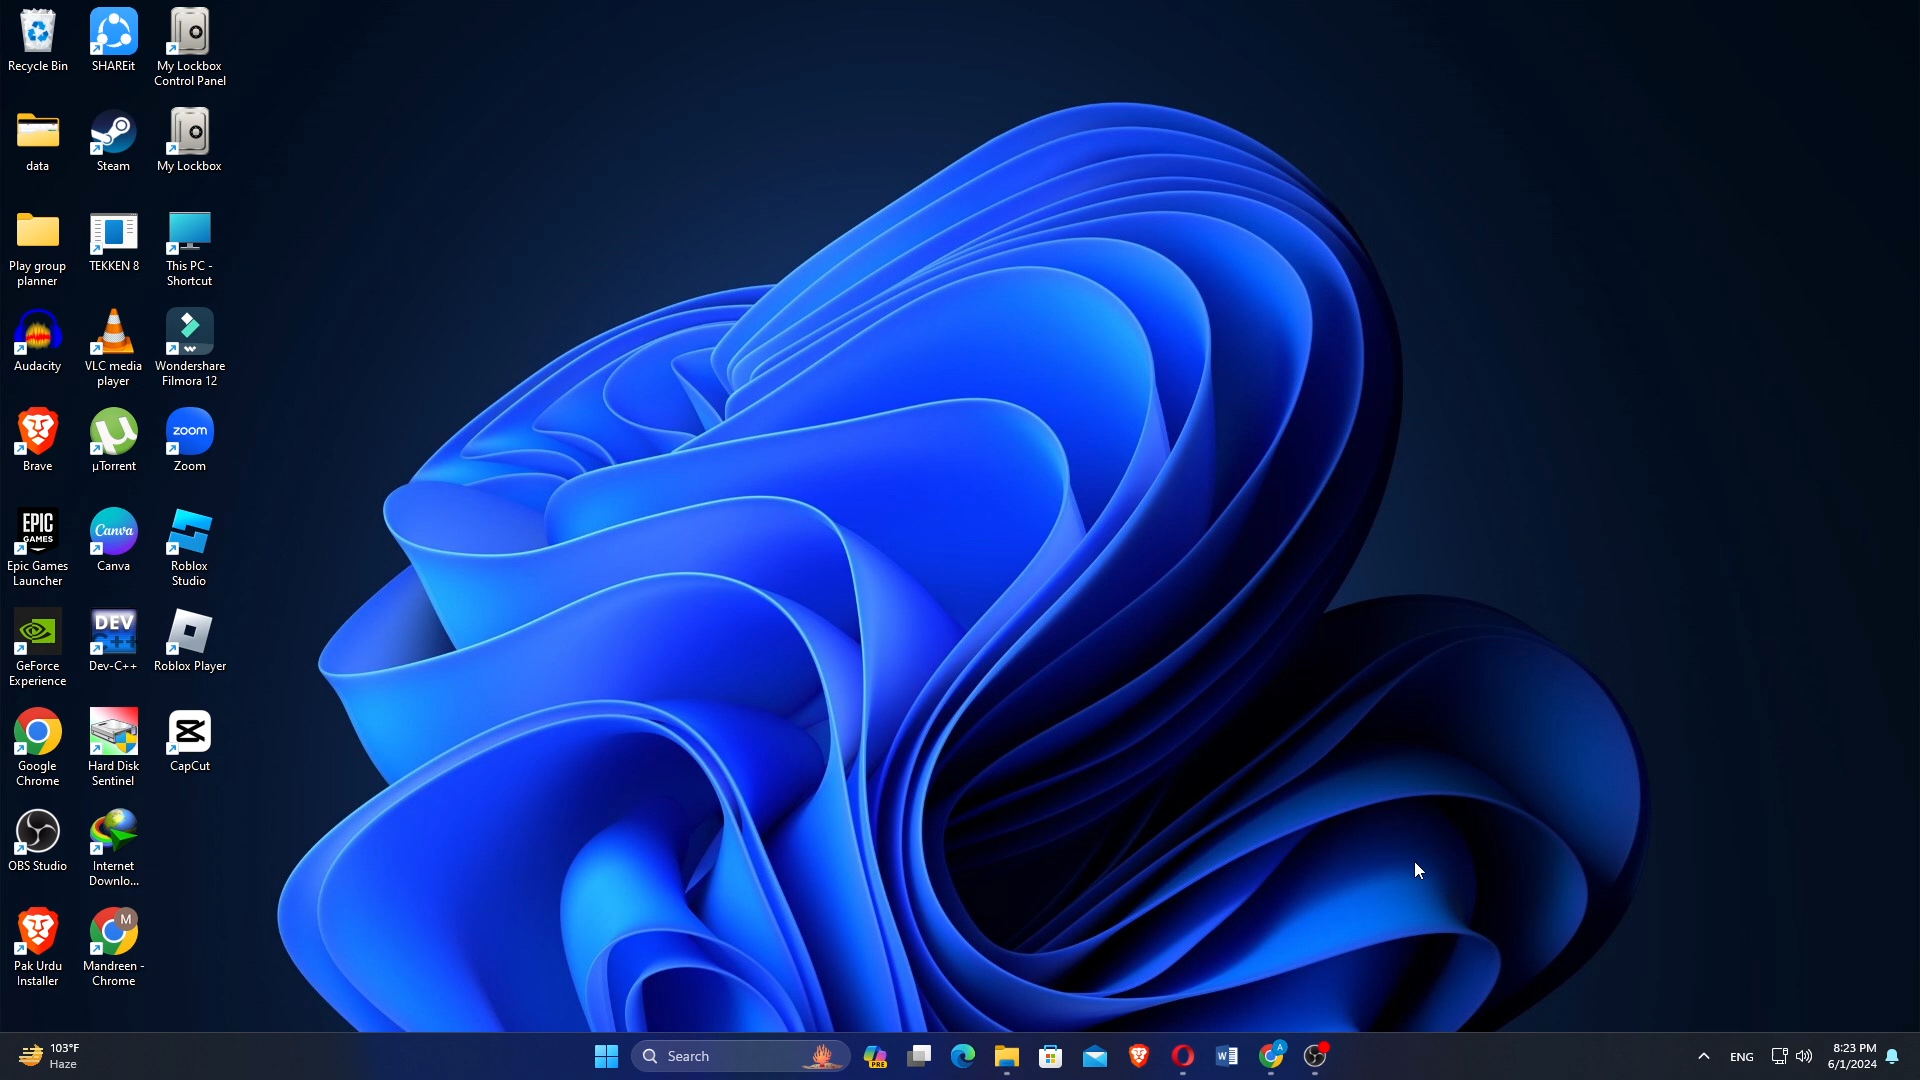 Recycle Bin
SHAREit
My Lockbox
Control Panel
data
Steam
My Lockbox
Play group
planner
TEKKEN 8
This PC -
Shortcut
Audacity
VLC media
player
Wondershare
Filmora 12
Brave
µTorrent
zoom
Zoom
EPIC
GAMES
Epic Games
Launcher
Canva
Canva
Roblox
Studio
GeForce
Experience
DEV
C++
Dev-C++
Roblox Player
Google
Chrome
Hard Disk
Sentinel
CapCut
OBS Studio
Internet
Downlo...
Pak Urdu
Installer
M
Mandreen -
Chrome
103°F
Haze
Search
PRE
W
A
ENG
8:23 PM
6/1/2024